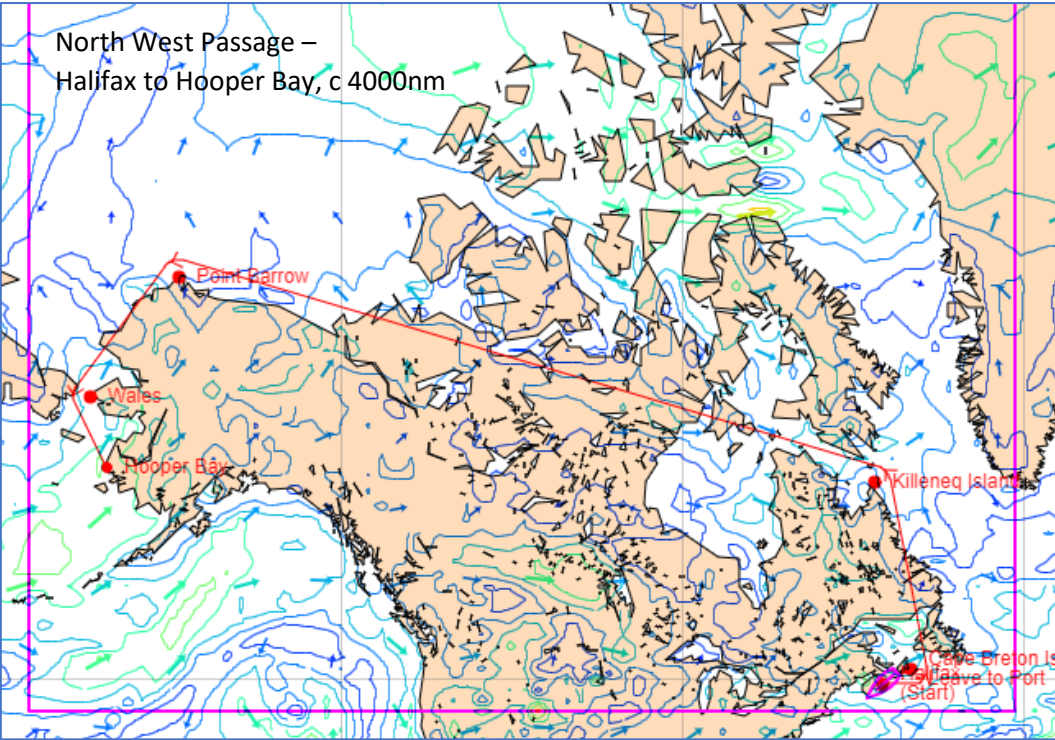 North West Passage –
Halifax to Hooper Bay, c 4000nm
Point Barrow
Wales
Hooper Bay
Killeneq Island
Cape Breton Is
Halifax
Leave to Port
(Start)